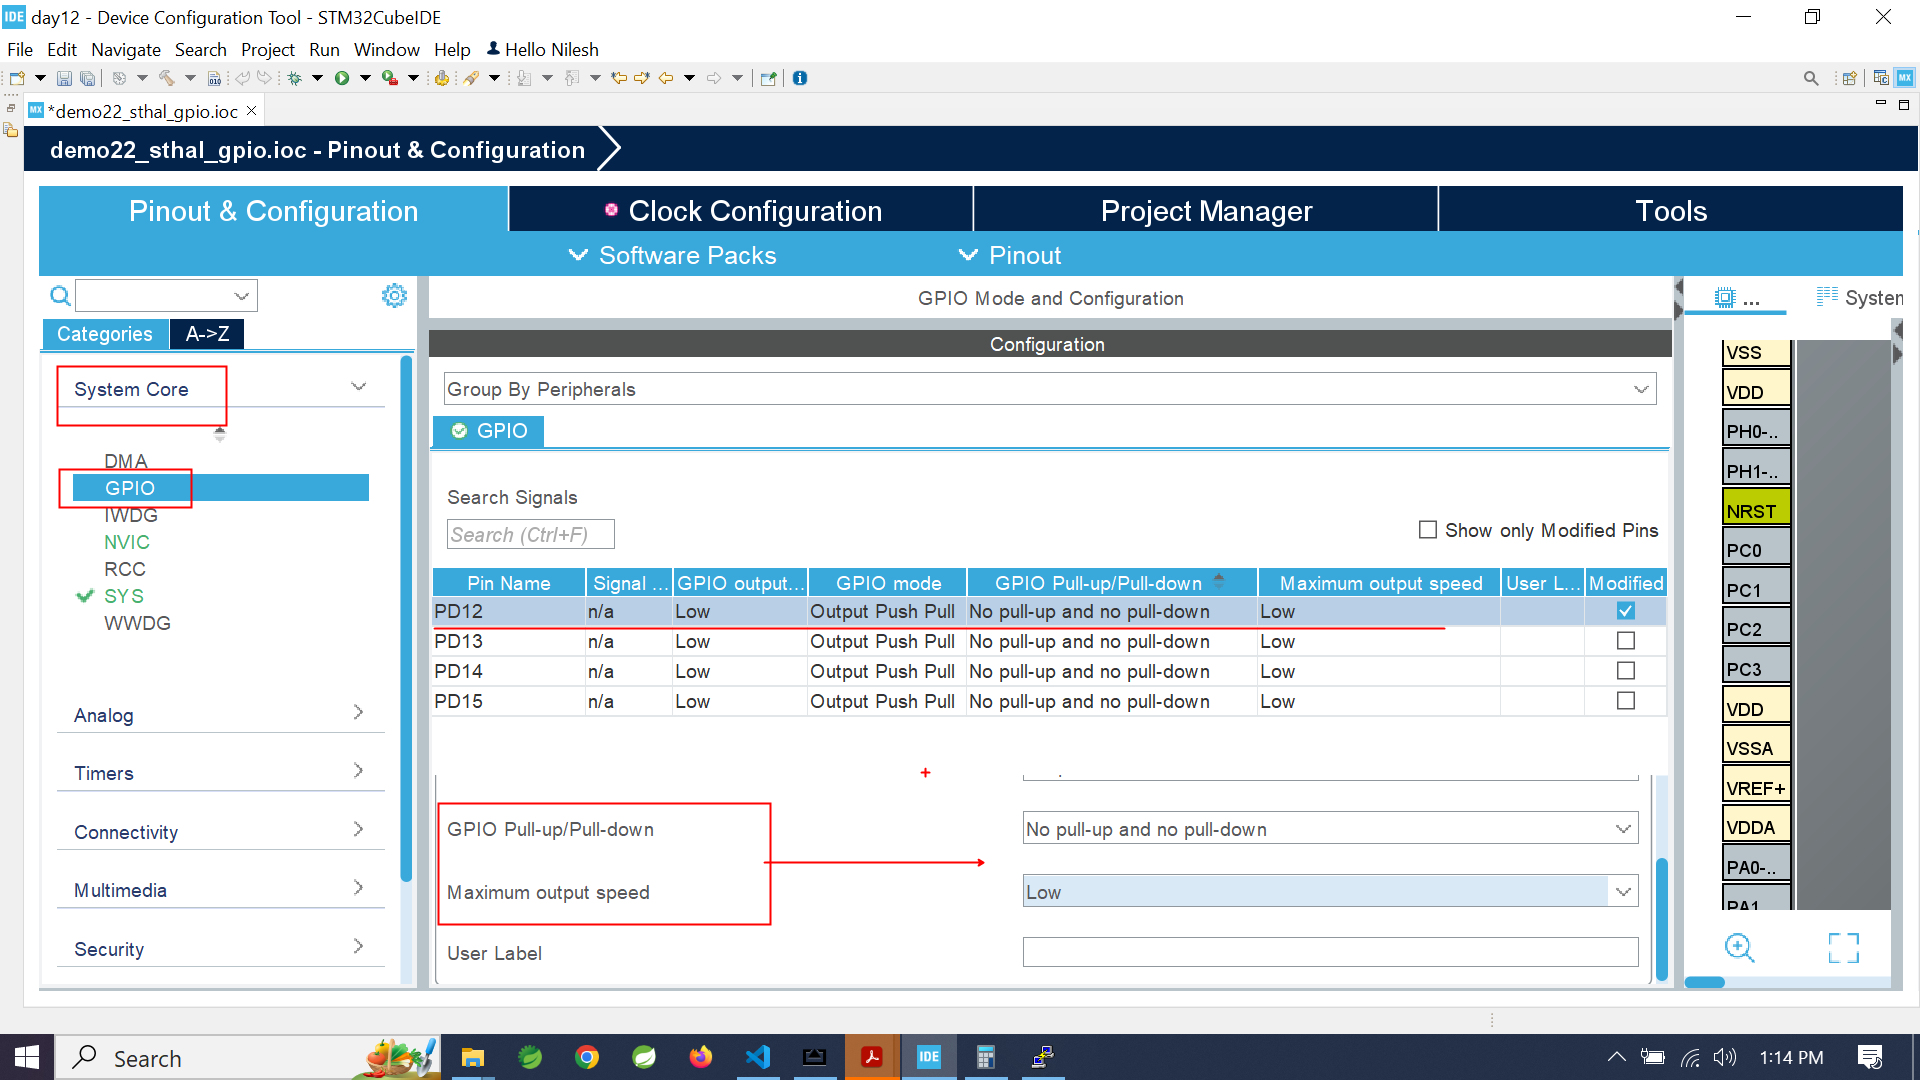 IDE day12 - Device Configuration Tool - STM32CubeIDE
File Edit Navigate Search Project Run Window Help Hello Nilesh
MX *demo22_sthal_gpio.ioc
demo22_sthal_gpio.ioc - Pinout & Configuration
Pinout & Configuration Clock Configuration Project Manager Tools
Software Packs Pinout
Categories A->Z
System Core
DMA
GPIO
IWDG
NVIC
RCC
SYS
WWDG
Analog
Timers
Connectivity
Multimedia
Security
GPIO Mode and Configuration
Configuration
Group By Peripherals
GPIO
Search Signals
Search (Ctrl+F)
Show only Modified Pins
Pin Name Signal ... GPIO output... GPIO mode GPIO Pull-up/Pull-down Maximum output speed User L... Modified
PD12 n/a Low Output Push Pull No pull-up and no pull-down Low
PD13 n/a Low Output Push Pull No pull-up and no pull-down Low
PD14 n/a Low Output Push Pull No pull-up and no pull-down Low
PD15 n/a Low Output Push Pull No pull-up and no pull-down Low
GPIO Pull-up/Pull-down No pull-up and no pull-down
Maximum output speed Low
User Label
... System
VSS
VDD
PH0-..
PH1-..
NRST
PC0
PC1
PC2
PC3
VDD
VSSA
VREF+
VDDA
PA0-..
PA1
Search
IDE
1:14 PM